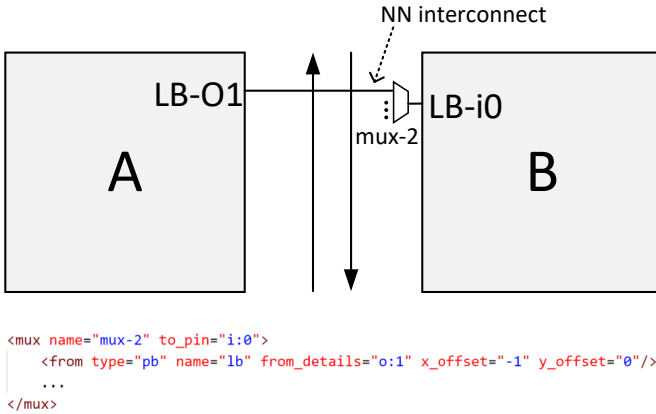 NN interconnect
LB-O1
LB-i0
mux-2
A
B
<mux name="mux-2" to_pin="i:0">
<from type="pb" name="lb" from_details="o:1" x_offset="-1" y_offset="0"/>
...
</mux>